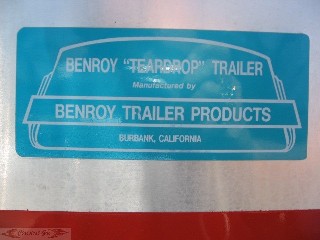 BENROY "TEARDROP" TRAILER
Manufactured by
BENROY TRAILER PRODUCTS
BURBANK, CALIFORNIA